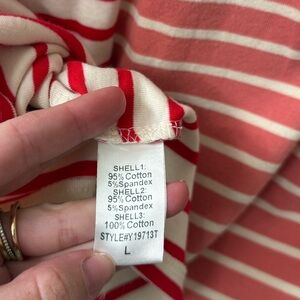 SHELL1:
95% Cotton
5%Spandex
SHELL2:
95% Cotton
5%Spandex
SHELL3:
100% Cotton
STYLE#Y19713T
L